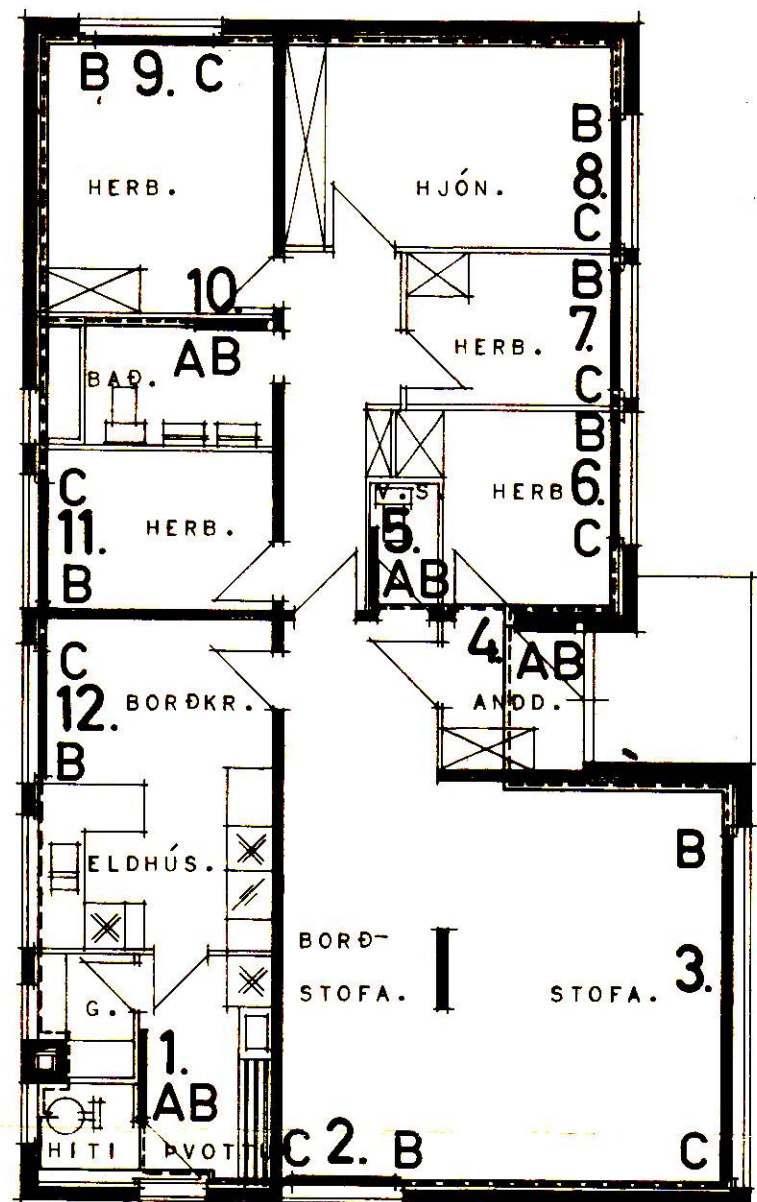 B 9. C
HERB.
HJÓN.
B
8.
C
10.
B
7.
C
HERB.
BAÐ.
AB
B
6.
C
HERB
V.S
5.
AB
C
11.
B
HERB.
4.
AB
ANDD.
C
12.
B
BORÐKR.
ELDHÚS.
B
3.
C
BORÐ-
STOFA.
STOFA.
G.
1.
AB
HITI
ÞVOTT
C 2. B